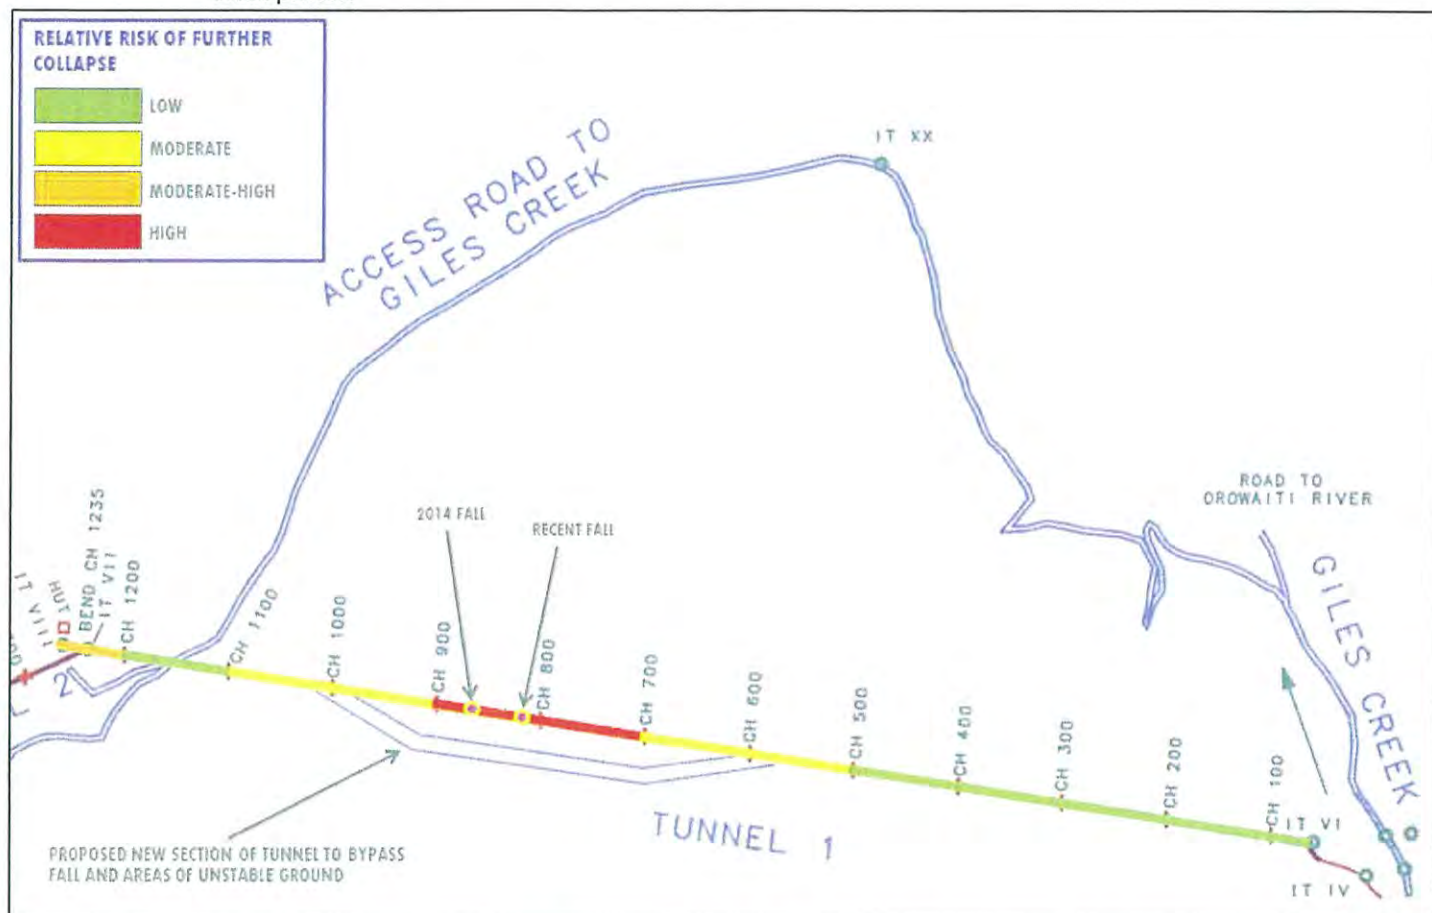 RELATIVE RISK OF FURTHER
COLLAPSE
LOW
MODERATE
MODERATE-HIGH
HIGH
ACCESS ROAD TO
GILES CREEK
IT XX
ROAD TO
OROWAITI RIVER
GILES CREEK
2014 FALL
RECENT FALL
IT VIII
HUT
BEND CH 1235
IT VII
CH 1200
CH 1100
CH 1000
CH 900
CH 800
CH 700
CH 600
CH 500
CH 400
CH 300
CH 200
CH 100
2
IT VI
IT IV
TUNNEL 1
PROPOSED NEW SECTION OF TUNNEL TO BYPASS
FALL AND AREAS OF UNSTABLE GROUND